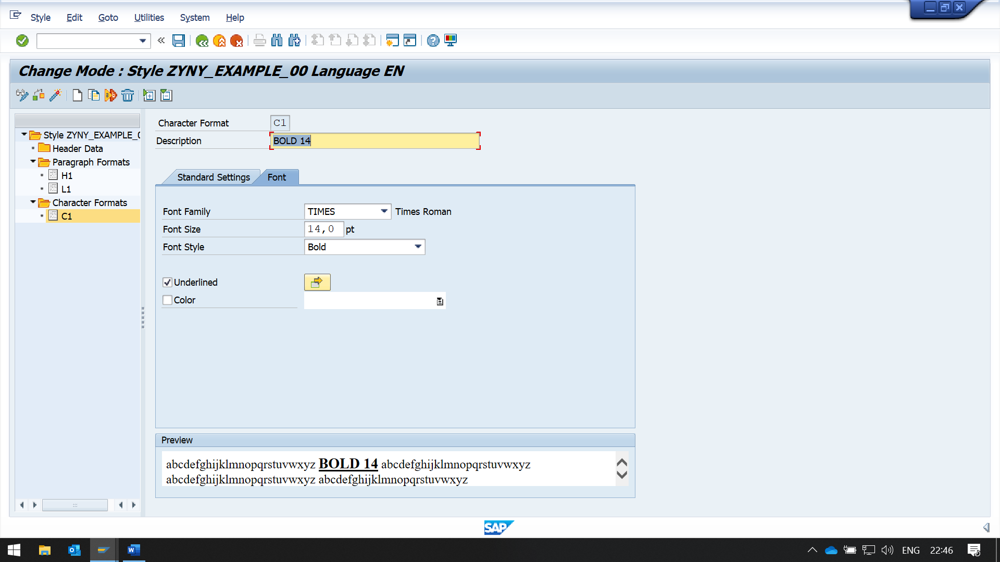 Style Edit Goto Utilities System Help
Change Mode : Style ZYNY_EXAMPLE_00 Language EN
Style ZYNY_EXAMPLE_0
Header Data
Paragraph Formats
H1
L1
Character Formats
C1
Character Format C1
Description BOLD 14
Standard Settings Font
Font Family TIMES Times Roman
Font Size 14,0 pt
Font Style Bold
Underlined
Color
Preview
abcdefghijklmnopqrstuvwxyz BOLD 14 abcdefghijklmnopqrstuvwxyz
abcdefghijklmnopqrstuvwxyz abcdefghijklmnopqrstuvwxyz
SAP
ENG 22:46